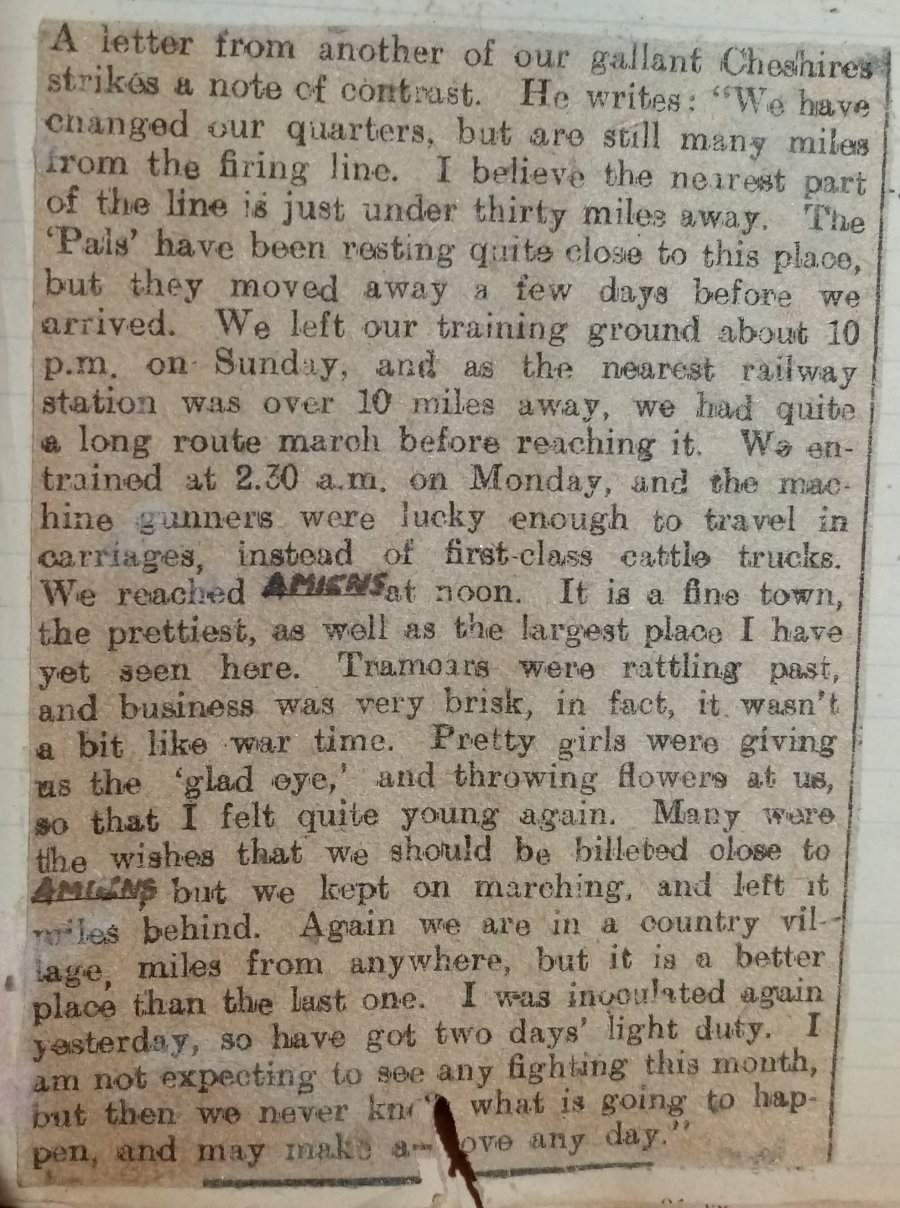 A letter from another of our gallant Cheshires
strikes a note of contrast. He writes: "We have
changed our quarters, but are still many miles
from the firing line. I believe the nearest part
of the line is just under thirty miles away. The
'Pals' have been resting quite close to this place,
but they moved away a few days before we
arrived. We left our training ground about 10
p.m. on Sunday, and as the nearest railway
station was over 10 miles away, we had quite
a long route march before reaching it. We en-
trained at 2.30 a.m. on Monday, and the mac-
hine gunners were lucky enough to travel in
carriages, instead of first-class cattle trucks.
We reached AMIENS at noon. It is a fine town,
the prettiest, as well as the largest place I have
yet seen here. Tramcars were rattling past,
and business was very brisk, in fact, it wasn't
a bit like war time. Pretty girls were giving
us the 'glad eye,' and throwing flowers at us,
so that I felt quite young again. Many were
the wishes that we should be billeted close to
AMIENS, but we kept on marching, and left it
miles behind. Again we are in a country vil-
lage, miles from anywhere, but it is a better
place than the last one. I was inoculated again
yesterday, so have got two days' light duty. I
am not expecting to see any fighting this month,
but then we never what is going to hap-
pen, and may make a any day."